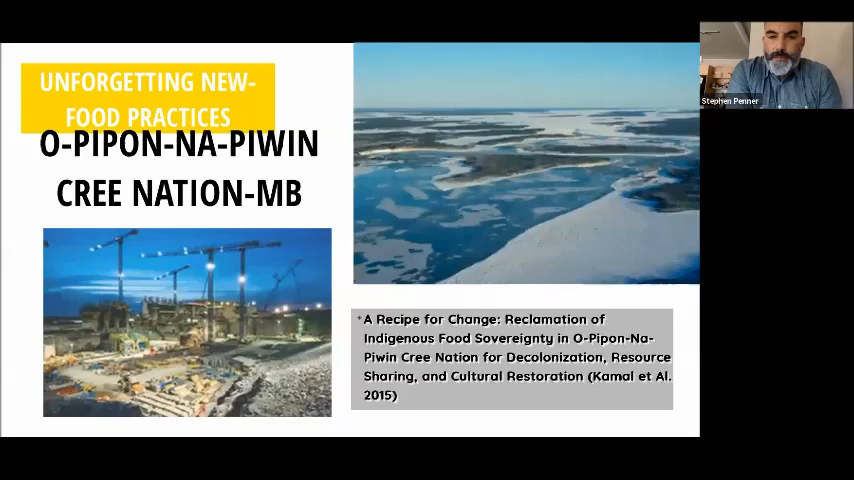 UNFORGETTING NEW-
FOOD PRACTICES
O-PIPON-NA-PIWIN
CREE NATION-MB
*A Recipe for Change: Reclamation of
Indigenous Food Sovereignty in O-Pipon-Na-
Piwin Cree Nation for Decolonization, Resource
Sharing, and Cultural Restoration (Kamal et Al.
2015)
Stephen Penner